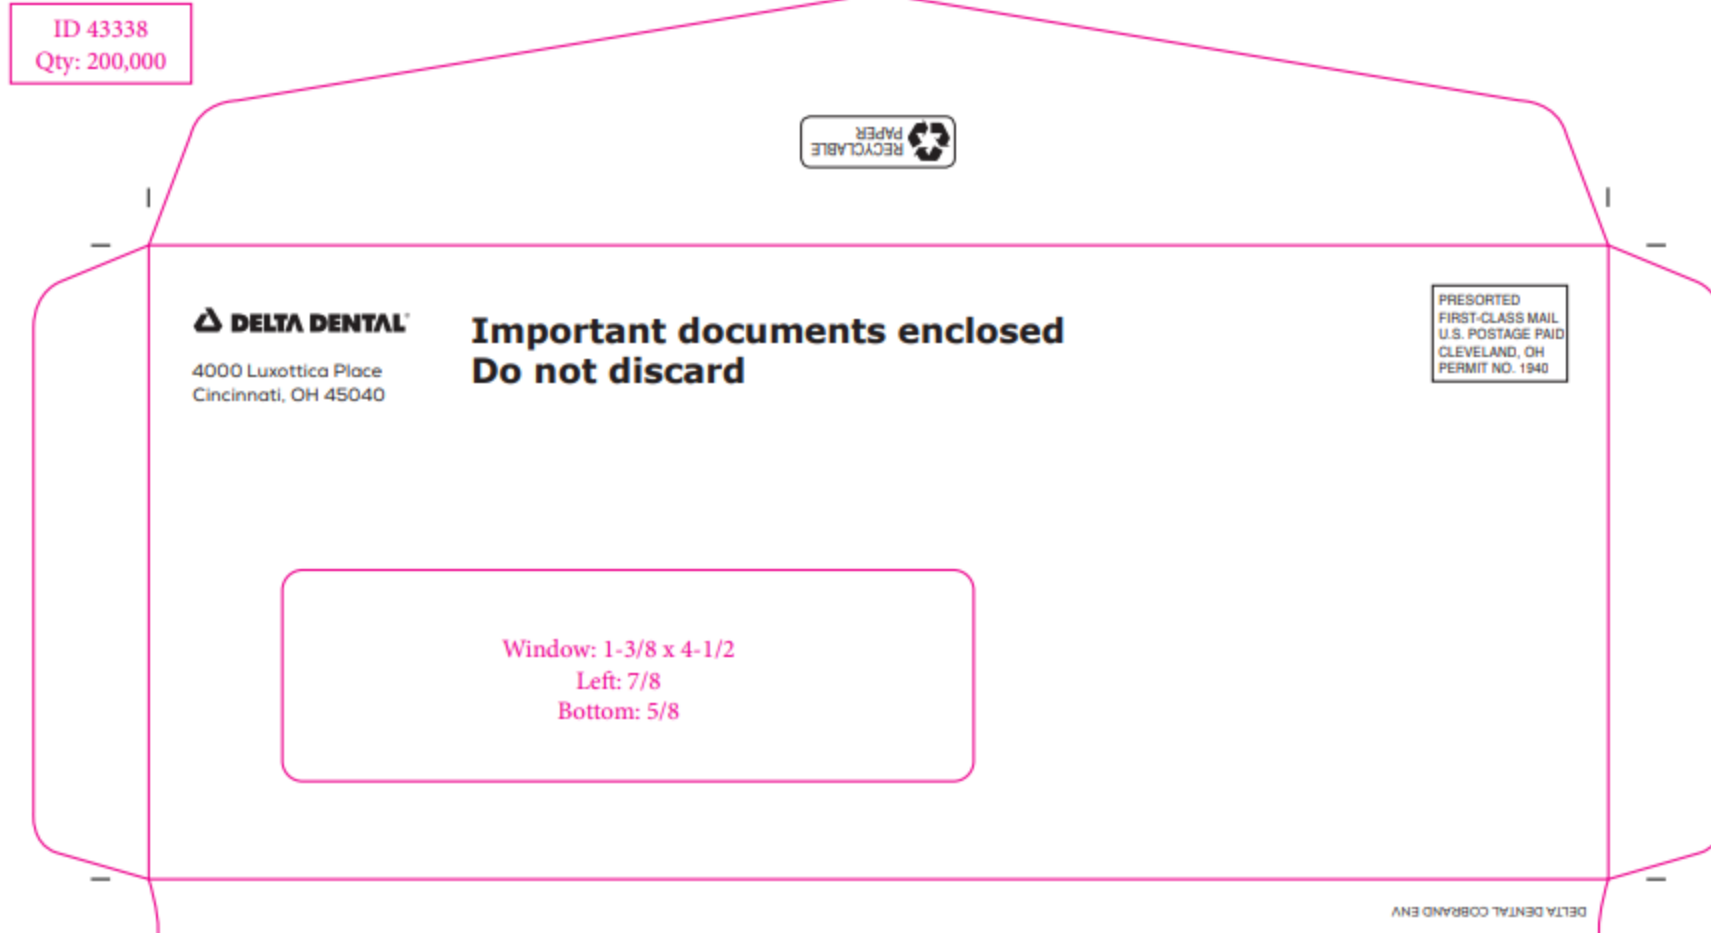 ID 43338
Qty: 200,000
RECYCLABLE
PAPER
DELTA DENTAL®
4000 Luxottica Place
Cincinnati, OH 45040
Important documents enclosed
Do not discard
PRESORTED
FIRST-CLASS MAIL
U.S. POSTAGE PAID
CLEVELAND, OH
PERMIT NO. 1940
Window: 1-3/8 x 4-1/2
Left: 7/8
Bottom: 5/8
DELTA DENTAL COBRAND ENV